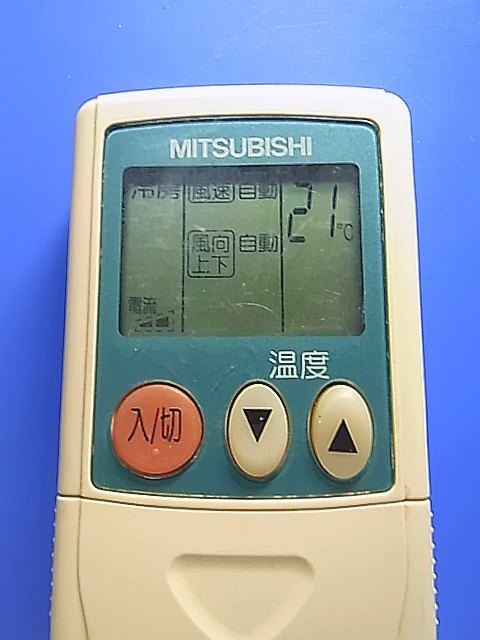 MITSUBISHI
冷房 風速 自動 21℃
風向 自動
上下
電流
温度
入/切 ▼ ▲